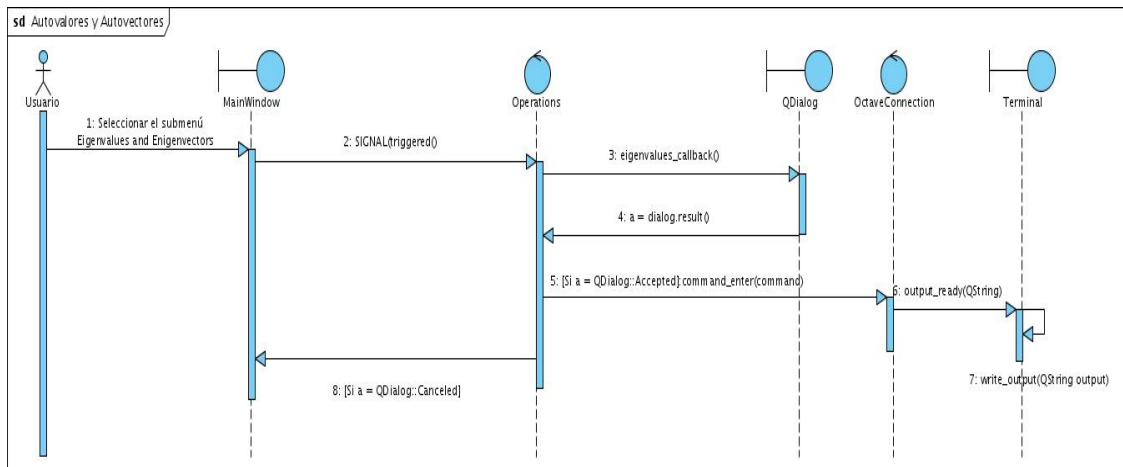 sd Autovalores y Autovectores
Usuario
MainWindow
Operations
QDialog
OctaveConnection
Terminal
1: Seleccionar el submenú
Eigenvalues and Enigenvectors
2: SIGNAL(triggered()
3: eigenvalues_callback()
4: a = dialog.result()
5: [Si a = QDialog::Accepted]:command_enter(command)
6: output_ready(QString)
7: write_output(QString output)
8: [Si a = QDialog::Canceled]